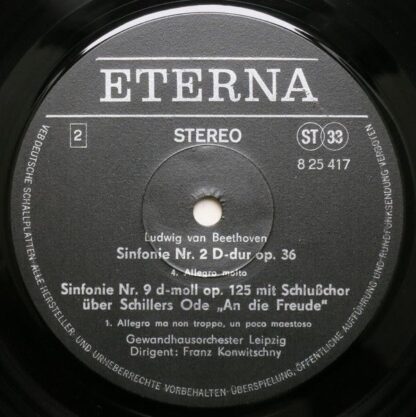 ETERNA
2
STEREO
ST 33
8 25 417
Ludwig van Beethoven
Sinfonie Nr. 2 D-dur op. 36
4. Allegro molto
Sinfonie Nr. 9 d-moll op. 125 mit Schlußchor
über Schillers Ode „An die Freude"
1. Allegro ma non troppo, un poco maestoso
Gewandhausorchester Leipzig
Dirigent: Franz Konwitschny
VEB DEUTSCHE SCHALLPLATTEN · ALLE HERSTELLER- UND URHEBERRECHTE VORBEHALTEN · ÜBERSPIELUNG, ÖFFENTLICHE AUFFÜHRUNG UND RUNDFUNKSENDUNG VERBOTEN